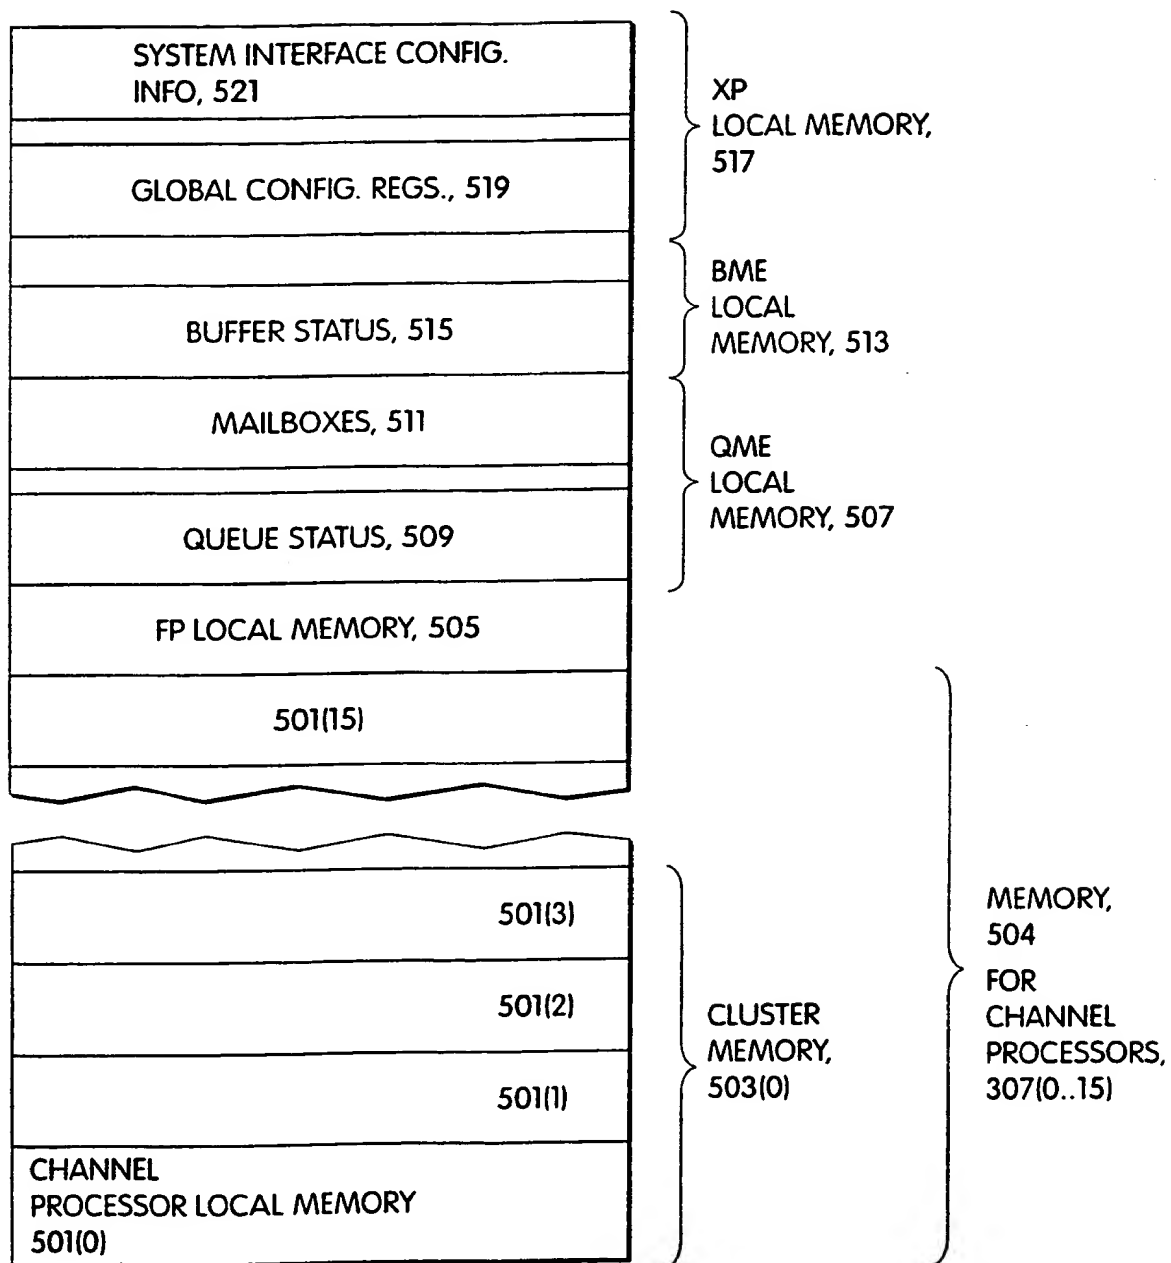 SYSTEM INTERFACE CONFIG.
INFO, 521
XP
LOCAL MEMORY,
517
GLOBAL CONFIG. REGS., 519
BME
LOCAL
MEMORY, 513
BUFFER STATUS, 515
MAILBOXES, 511
QME
LOCAL
MEMORY, 507
QUEUE STATUS, 509
FP LOCAL MEMORY, 505
501(15)
501(3)
501(2)
501(1)
CLUSTER
MEMORY,
503(0)
MEMORY,
504
FOR
CHANNEL
PROCESSORS,
307(0..15)
CHANNEL
PROCESSOR LOCAL MEMORY
501(0)